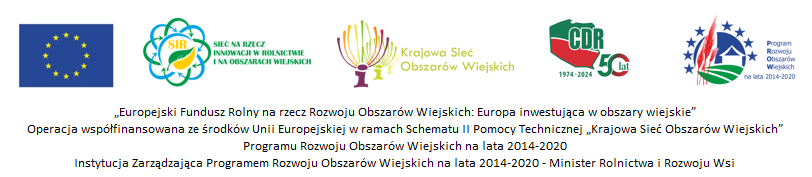 SIR
SIEĆ NA RZECZ
INNOWACJI W ROLNICTWIE
I NA OBSZARACH WIEJSKICH
Krajowa Sieć
Obszarów Wiejskich
CDR
1974 - 2024 50 lat
Program
Rozwoju
Obszarów
Wiejskich
na lata 2014-2020
„Europejski Fundusz Rolny na rzecz Rozwoju Obszarów Wiejskich: Europa inwestująca w obszary wiejskie”
Operacja współfinansowana ze środków Unii Europejskiej w ramach Schematu II Pomocy Technicznej „Krajowa Sieć Obszarów Wiejskich”
Programu Rozwoju Obszarów Wiejskich na lata 2014-2020
Instytucja Zarządzająca Programem Rozwoju Obszarów Wiejskich na lata 2014-2020 - Minister Rolnictwa i Rozwoju Wsi